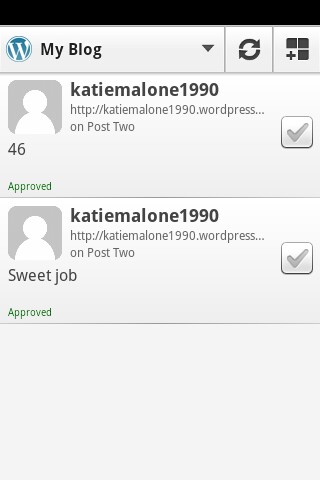 My Blog
katiemalone1990
http://katiemalone1990.wordpress...
on Post Two
46
Approved
katiemalone1990
http://katiemalone1990.wordpress...
on Post Two
Sweet job
Approved